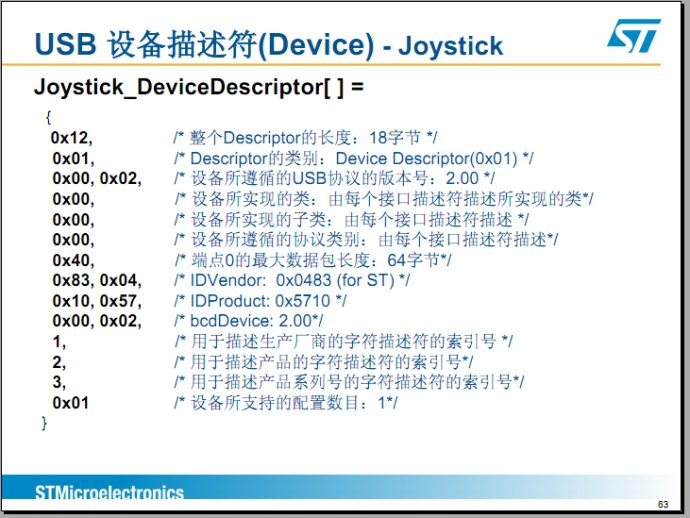 USB 设备描述符(Device) - Joystick
ST
Joystick_DeviceDescriptor[ ] =
{
0x12, /* 整个Descriptor的长度：18字节 */
0x01, /* Descriptor的类别：Device Descriptor(0x01) */
0x00, 0x02, /* 设备所遵循的USB协议的版本号：2.00 */
0x00, /* 设备所实现的类：由每个接口描述符描述所实现的类*/
0x00, /* 设备所实现的子类：由每个接口描述符描述 */
0x00, /* 设备所遵循的协议类别：由每个接口描述符描述*/
0x40, /* 端点0的最大数据包长度：64字节*/
0x83, 0x04, /* IDVendor: 0x0483 (for ST) */
0x10, 0x57, /* IDProduct: 0x5710 */
0x00, 0x02, /* bcdDevice: 2.00*/
1, /* 用于描述生产厂商的字符描述符的索引号 */
2, /* 用于描述产品的字符描述符的索引号*/
3, /* 用于描述产品系列号的字符描述符的索引号*/
0x01 /* 设备所支持的配置数目：1*/
}
STMicroelectronics
63